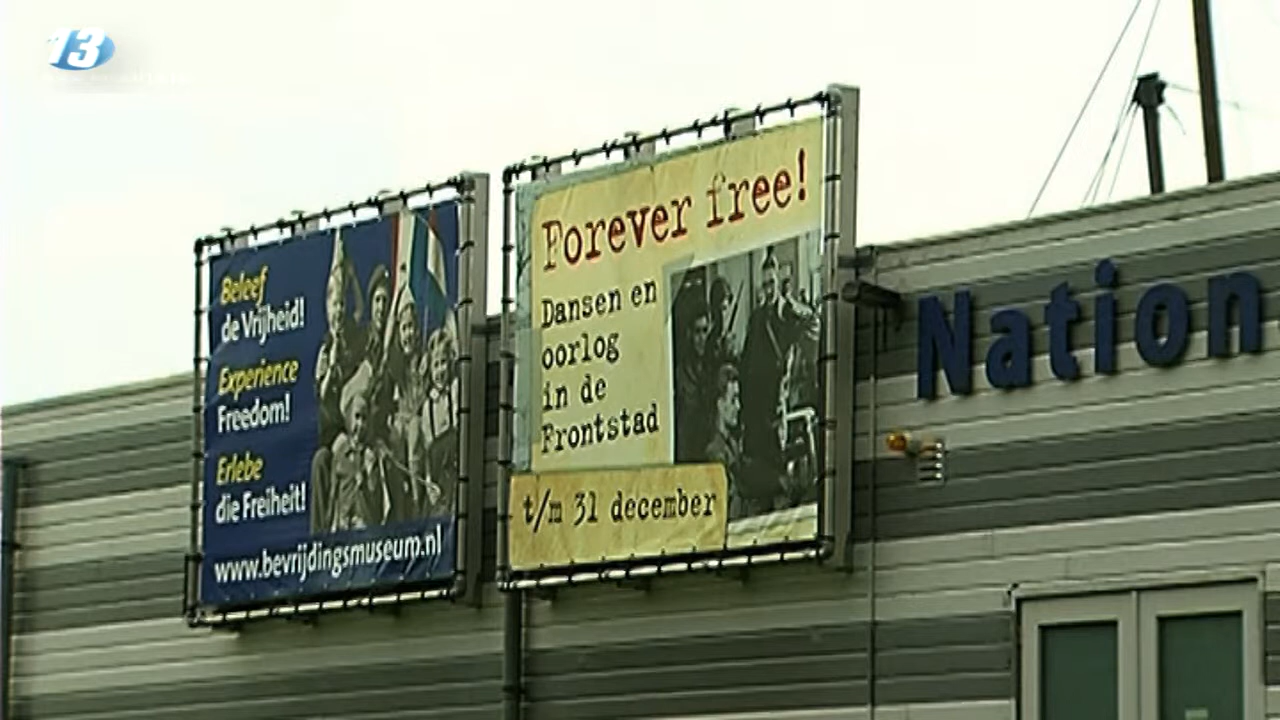 13
Beleef
de Vrijheid!
Experience
Freedom!
Erlebe
die Freiheit!
www.bevrijdingsmuseum.nl
Forever free!
Dansen en
oorlog
in de
Frontstad
t/m 31 december
Nation